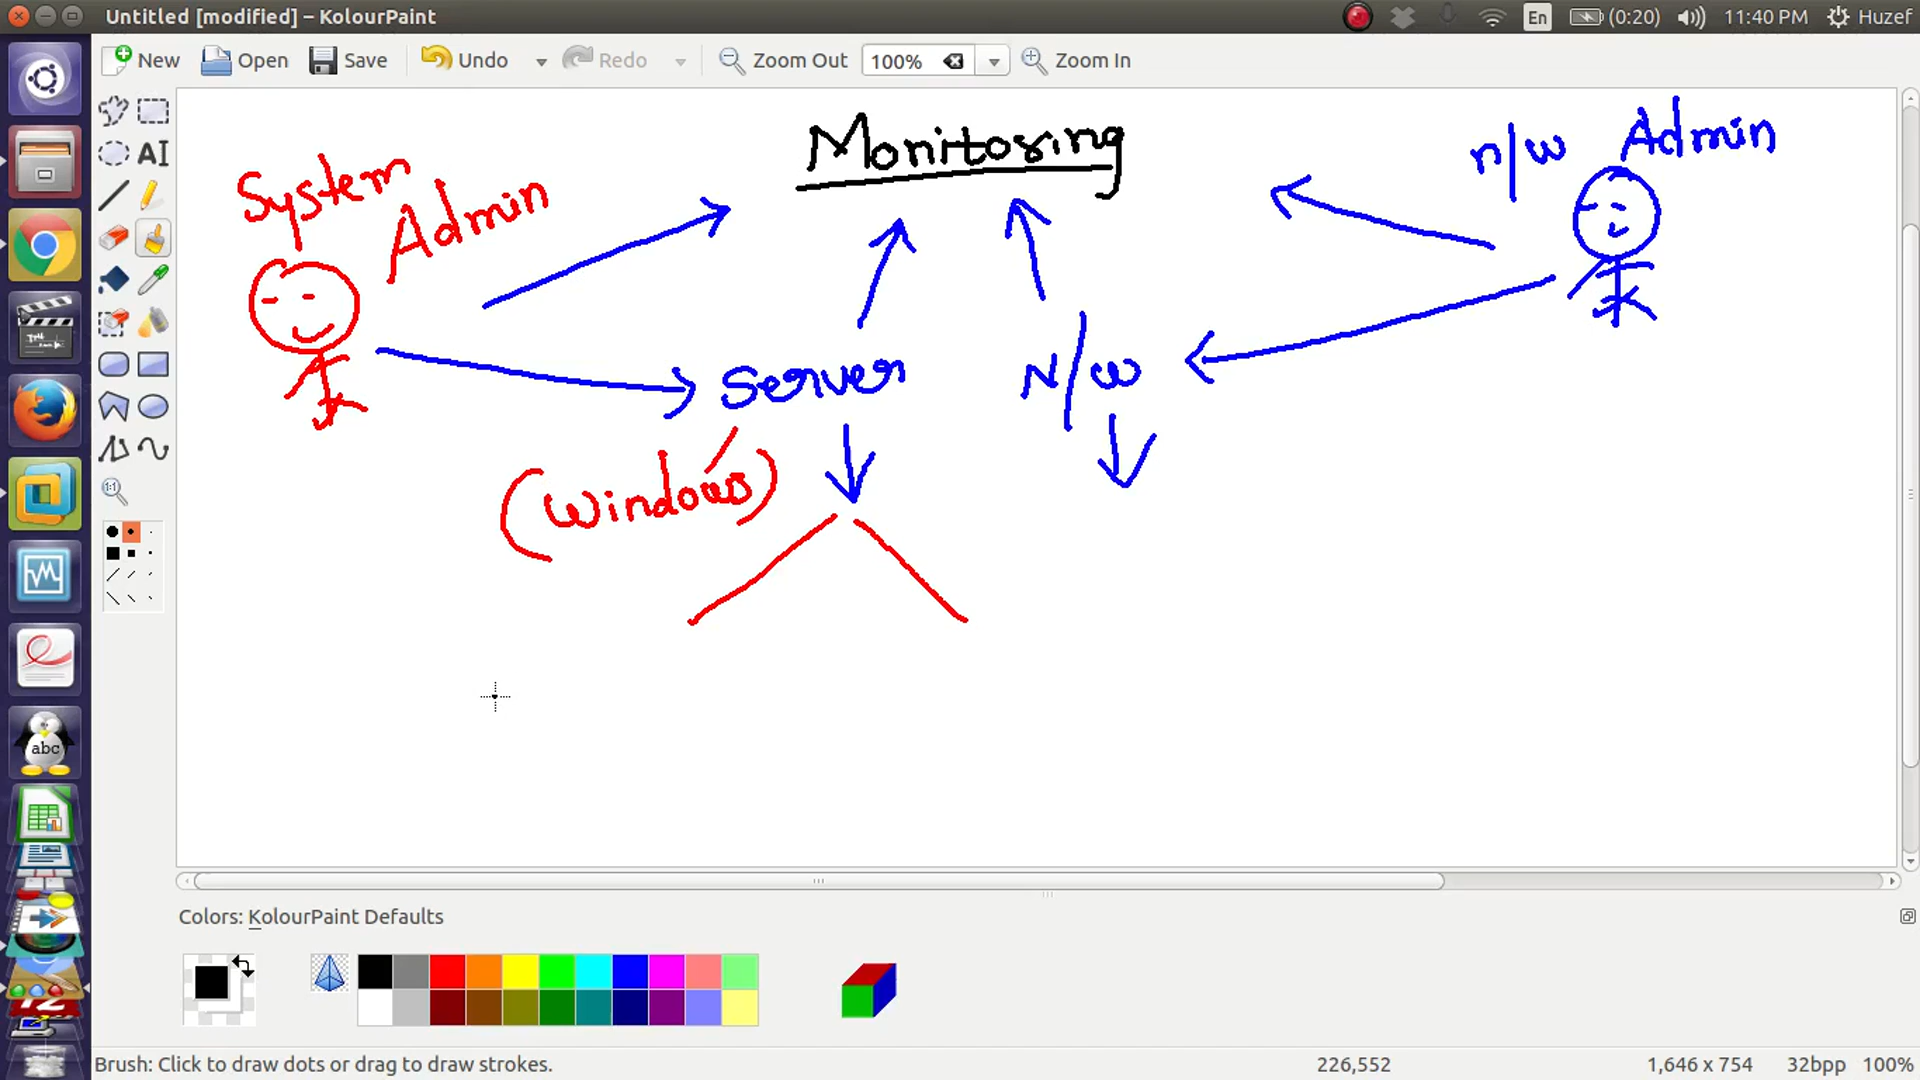 Untitled [modified] – KolourPaint
En
(0:20)
11:40 PM
Huzef
New
Open
Save
Undo
Redo
Zoom Out
100%
Zoom In
Monitoring
n/w Admin
System
Admin
Server
N/w
(Windows)
abc
Colors: KolourPaint Defaults
Brush: Click to draw dots or drag to draw strokes.
226,552
1,646 x 754
32bpp
100%